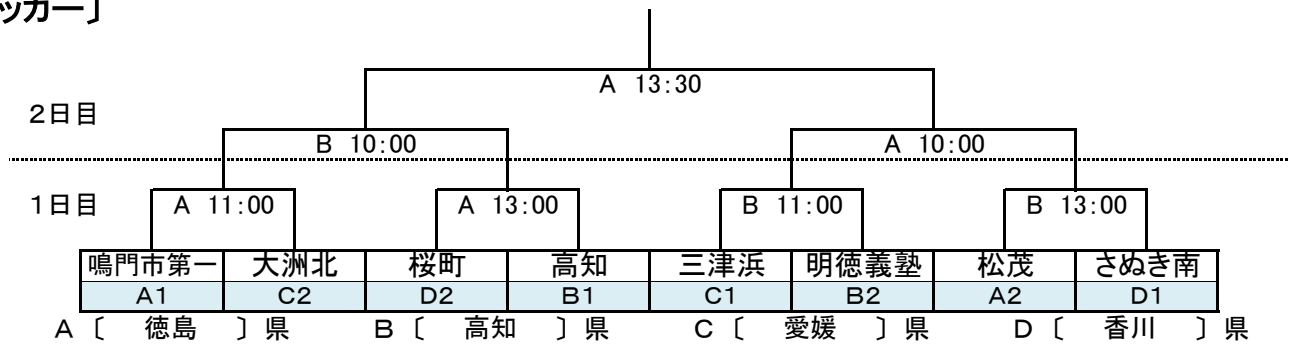 ッカー〕
A 13:30
2日目
B 10:00 A 10:00
1日目 A 11:00 A 13:00 B 11:00 B 13:00
鳴門市第一 大洲北 桜町 高知 三津浜 明徳義塾 松茂 さぬき南
A1 C2 D2 B1 C1 B2 A2 D1
A 〔 徳島 〕県 B 〔 高知 〕県 C 〔 愛媛 〕県 D 〔 香川 〕県